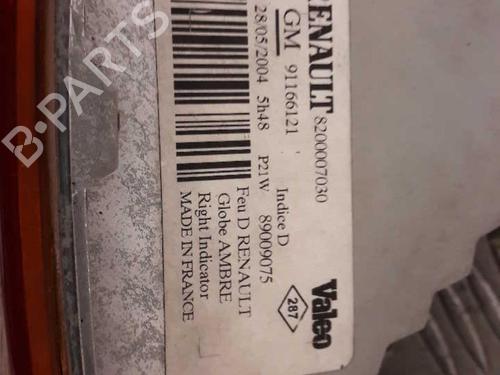 RENAULT 8200007030
GM 91166121
28/05/2004 5h48
P21W
Indice D
89009075
Feu D RENAULT
Globe AMBRE
Right Indicator
MADE IN FRANCE
287
Valeo
B-PARTS